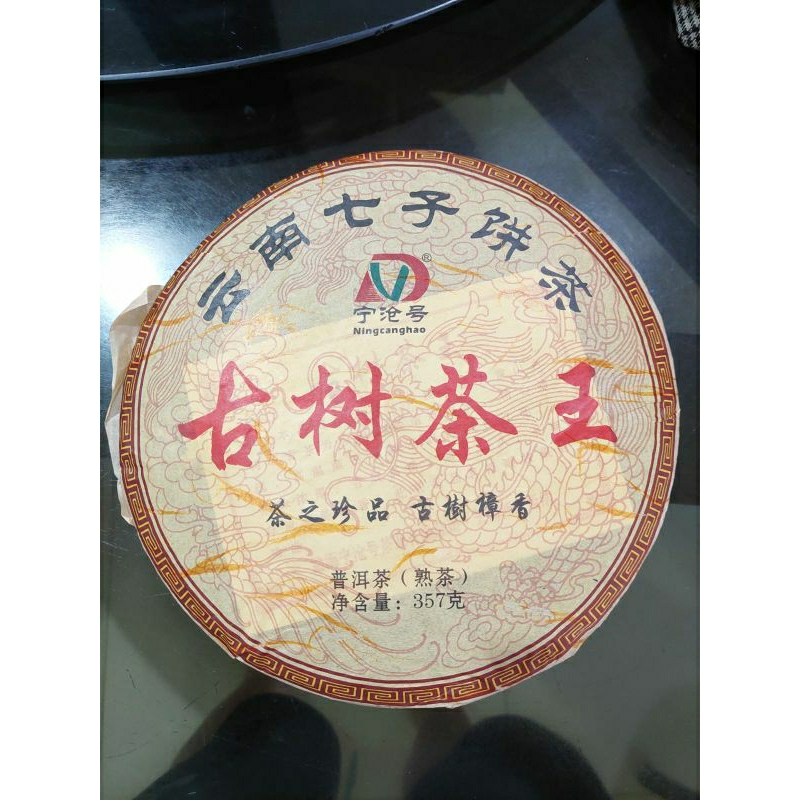 云南七子饼茶
®
宁沧号
Ningcanghao
古树茶王
茶之珍品 古樹樟香
普洱茶（熟茶）
净含量：357克